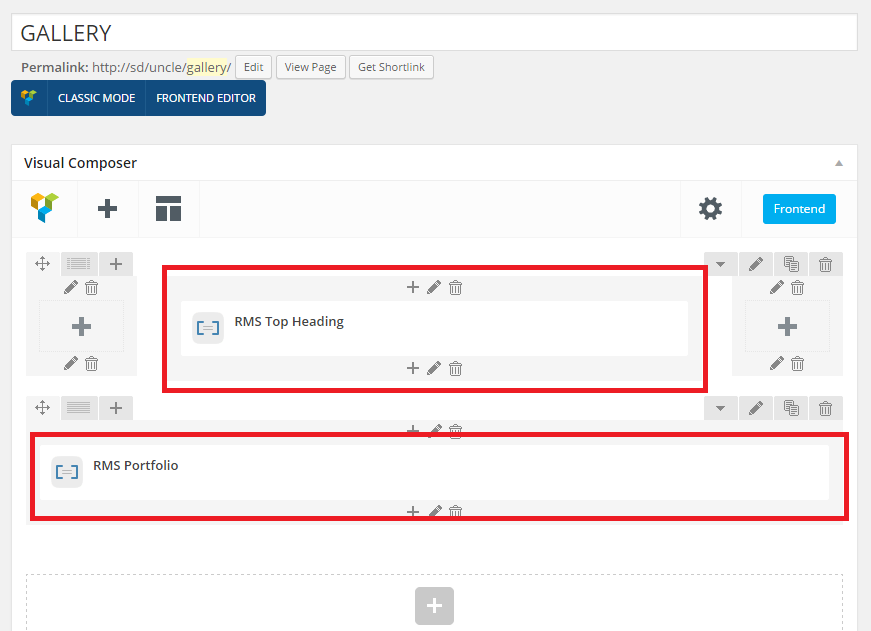 GALLERY
Permalink: http://sd/uncle/gallery/ Edit View Page Get Shortlink
CLASSIC MODE FRONTEND EDITOR
Visual Composer
Frontend
RMS Top Heading
RMS Portfolio